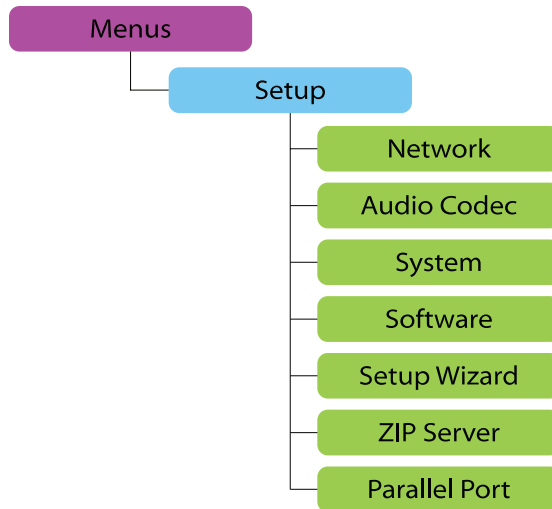 Menus
Setup
Network
Audio Codec
System
Software
Setup Wizard
ZIP Server
Parallel Port